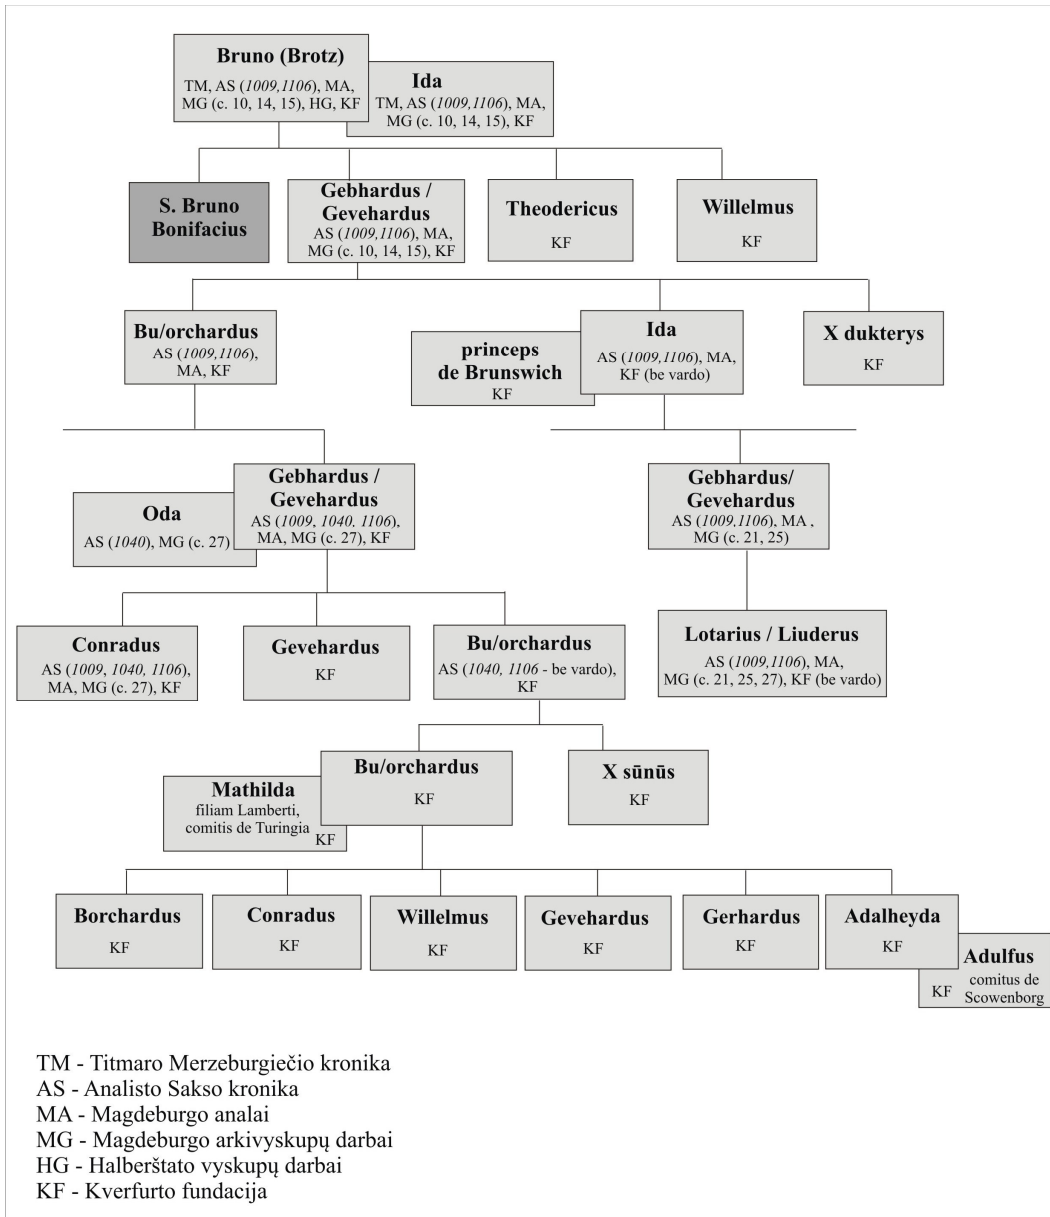 Bruno (Brotz)
TM, AS (1009,1106), MA,
MG (c. 10, 14, 15), HG, KF
Ida
TM, AS (1009,1106), MA,
MG (c. 10, 14, 15), KF
S. Bruno
Bonifacius
Gebhardus /
Gevehardus
AS (1009,1106), MA,
MG (c. 10, 14, 15), KF
Theodericus
KF
Willelmus
KF
Bu/orchardus
AS (1009,1106),
MA, KF
princeps
de Brunswich
KF
Ida
AS (1009,1106), MA,
KF (be vardo)
X dukterys
KF
Oda
AS (1040), MG (c. 27)
Gebhardus /
Gevehardus
AS (1009, 1040, 1106),
MA, MG (c. 27), KF
Gebhardus/
Gevehardus
AS (1009,1106), MA ,
MG (c. 21, 25)
Conradus
AS (1009, 1040, 1106),
MA, MG (c. 27), KF
Gevehardus
KF
Bu/orchardus
AS (1040, 1106 - be vardo),
KF
Lotarius / Liuderus
AS (1009,1106), MA,
MG (c. 21, 25, 27), KF (be vardo)
Mathilda
filiam Lamberti,
comitis de Turingia
KF
Bu/orchardus
KF
X sūnūs
KF
Borchardus
KF
Conradus
KF
Willelmus
KF
Gevehardus
KF
Gerhardus
KF
Adalheyda
KF
Adulfus
comitus de
KF Scowenborg
TM - Titmaro Merzeburgiečio kronika
AS - Analisto Sakso kronika
MA - Magdeburgo analai
MG - Magdeburgo arkivyskupų darbai
HG - Halberštato vyskupų darbai
KF - Kverfurto fundacija